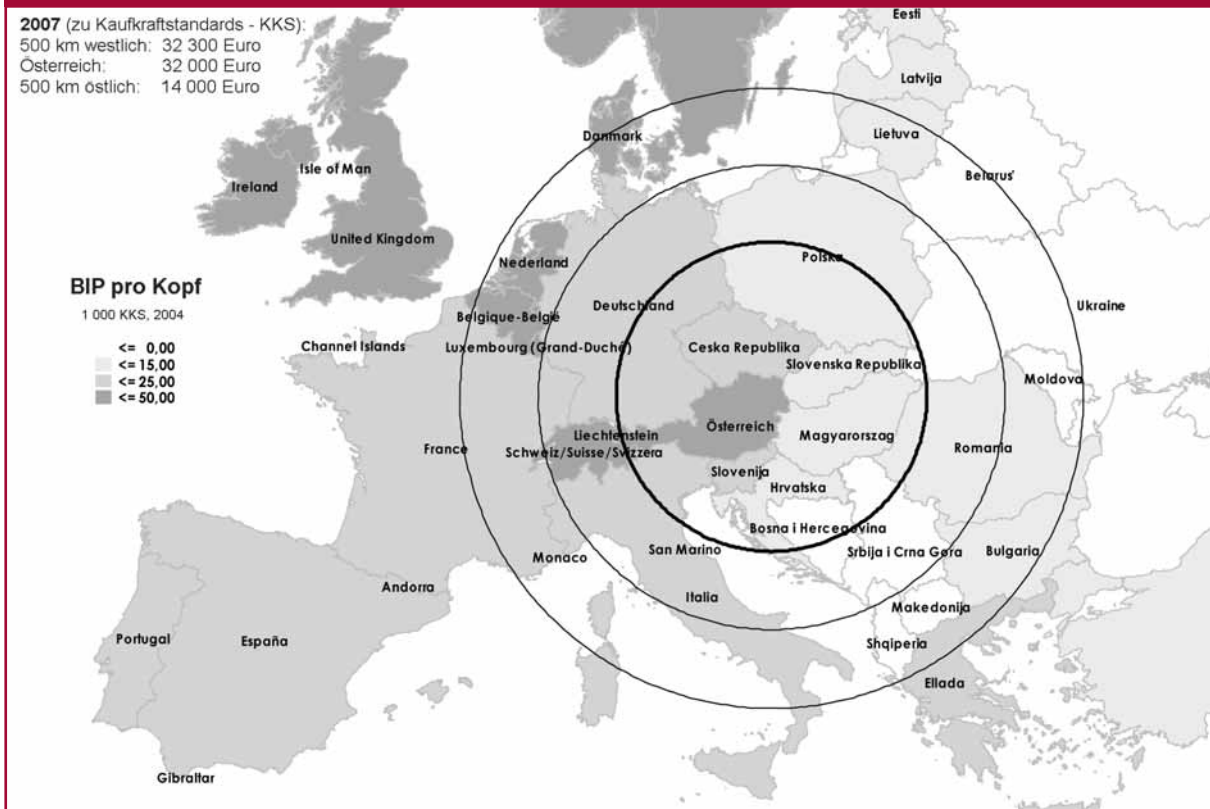 2007 (zu Kaufkraftstandards - KKS):
500 km westlich: 32 300 Euro
Österreich: 32 000 Euro
500 km östlich: 14 000 Euro
BIP pro Kopf
1 000 KKS, 2004
<= 0,00
<= 15,00
<= 25,00
<= 50,00
Eesti
Latvija
Lietuva
Danmark
Isle of Man
Ireland
Belarus'
United Kingdom
Nederland
Polska
Deutschland
Ukraine
Belgique-België
Channel Islands
Luxembourg (Grand-Duché)
Ceska Republika
Slovenska Republika
Moldova
Österreich
Liechtenstein
Magyarorszag
France
Schweiz/Suisse/Svizzera
Romania
Slovenija
Hrvatska
Bosna i Hercegovina
San Marino
Srbija i Crna Gora
Bulgaria
Monaco
Andorra
Italia
Makedonija
Portugal
España
Shqiperia
Ellada
Gibraltar